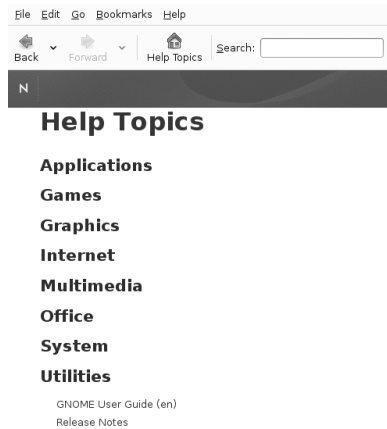 File Edit Go Bookmarks Help
Back Forward Help Topics Search:
N
Help Topics
Applications
Games
Graphics
Internet
Multimedia
Office
System
Utilities
GNOME User Guide (en)
Release Notes